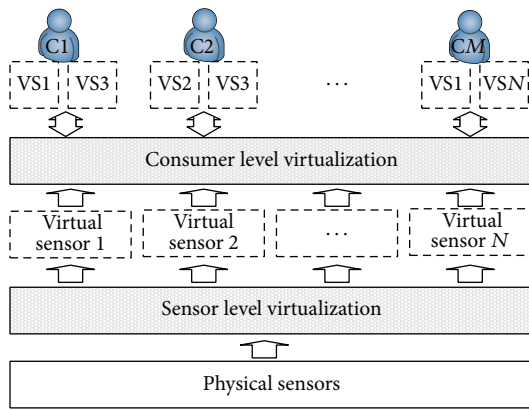 C1 C2 CM
VS1 VS3 VS2 VS3 ⋯ VS1 VSN
Consumer level virtualization
Virtual sensor 1
Virtual sensor 2
⋯
Virtual sensor N
Sensor level virtualization
Physical sensors